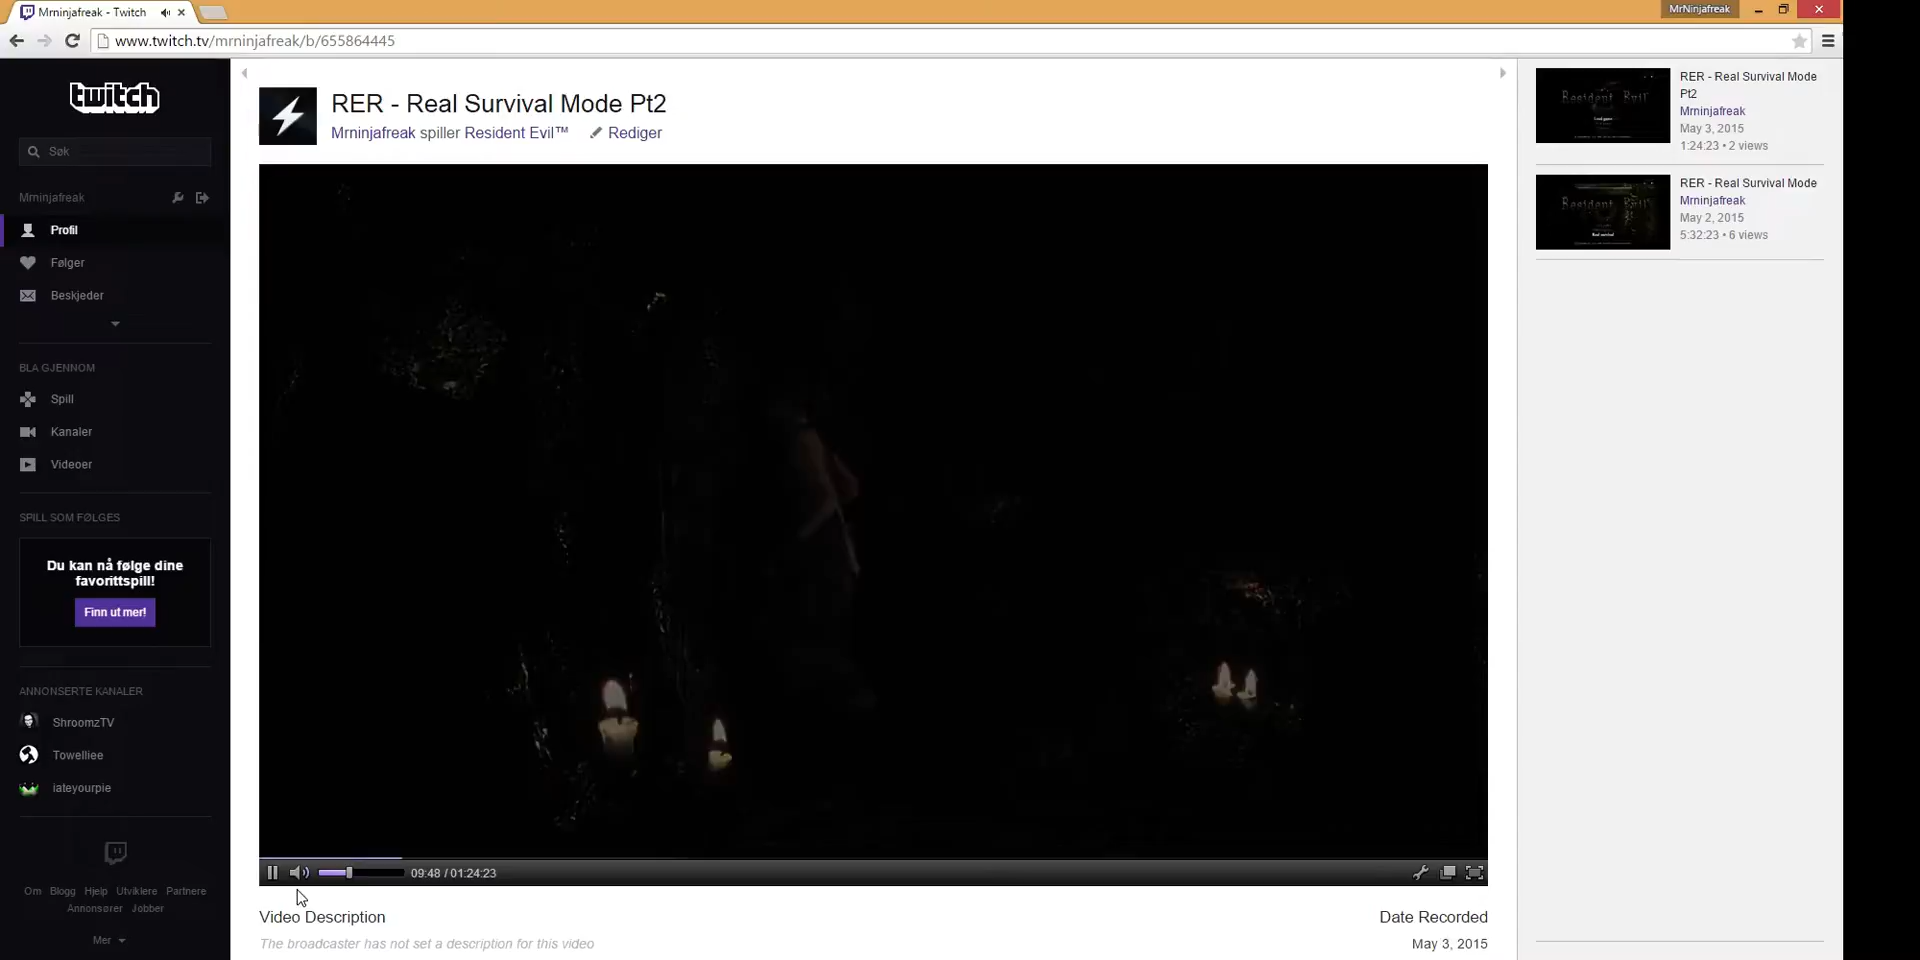 Mrninjafreak - Twitch
MrNinjafreak
www.twitch.tv/mrninjafreak/b/655864445
twitch
Søk
Mrninjafreak
Profil
Følger
Beskjeder
BLA GJENNOM
Spill
Kanaler
Videoer
SPILL SOM FØLGES
Du kan nå følge dine
favorittspill!
Finn ut mer!
ANNONSERTE KANALER
ShroomzTV
Towelliee
iateyourpie
Om Blogg Hjelp Utviklere Partnere
Annonsører Jobber
Mer
RER - Real Survival Mode Pt2
Mrninjafreak spiller Resident Evil™ Rediger
09:48 / 01:24:23
Video Description
The broadcaster has not set a description for this video
Date Recorded
May 3, 2015
Resident Evil
RER - Real Survival Mode
Pt2
Mrninjafreak
May 3, 2015
1:24:23 • 2 views
Resident Evil
RER - Real Survival Mode
Mrninjafreak
May 2, 2015
5:32:23 • 6 views